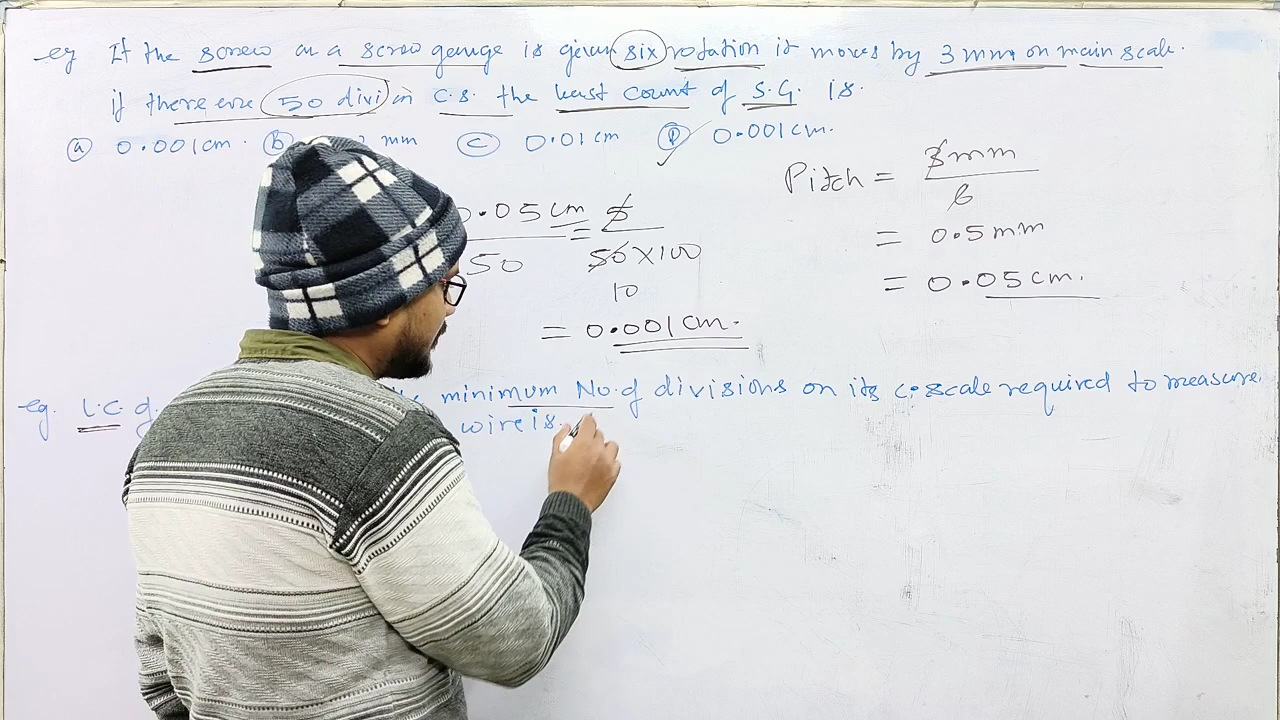 eg If the screw on a screw gauge is given six rotation it moves by 3 mm on main scale.
if there are 50 divi in C.S. the least count of S.G. is.
(a) 0.001 cm. (B) mm (C) 0.01 cm (D) 0.001 cm.
Pitch = 3mm / 6
= 0.5 mm
= 0.05 cm.
0.05 cm / 50 = 5 / 50 X 100
10
= 0.001 cm.
eg. L.C. minimum No. of divisions on its c.scale required to measure
wire is.